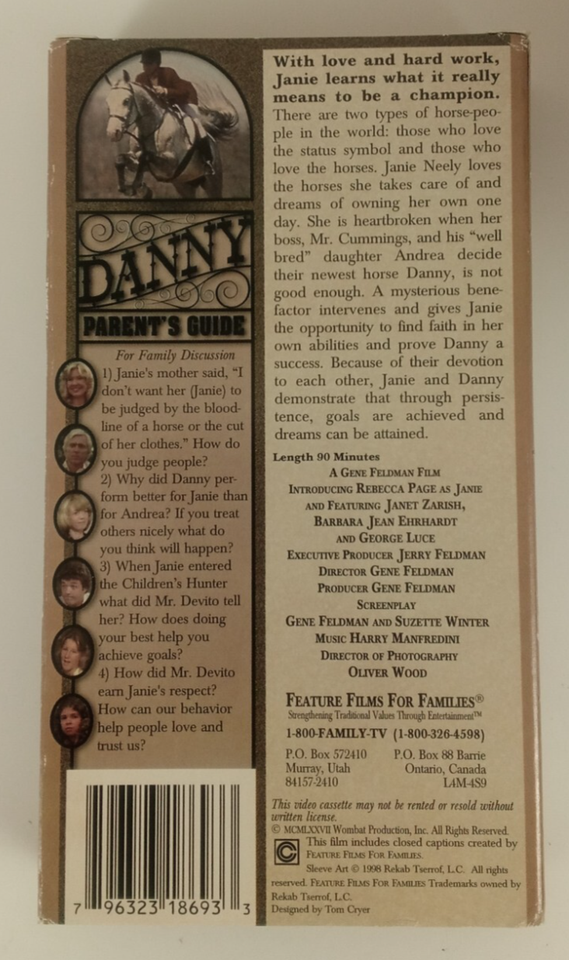 DANNY
PARENT'S GUIDE
For Family Discussion
1) Janie's mother said, "I
don't want her (Janie) to
be judged by the blood-
line of a horse or the cut
of her clothes." How do
you judge people?
2) Why did Danny per-
form better for Janie than
for Andrea? If you treat
others nicely what do
you think will happen?
3) When Janie entered
the Children's Hunter
what did Mr. Devito tell
her? How does doing
your best help you
achieve goals?
4) How did Mr. Devito
earn Janie's respect?
How can our behavior
help people love and
trust us?
7 96323 18693 3
With love and hard work,
Janie learns what it really
means to be a champion.
There are two types of horse-peo-
ple in the world: those who love
the status symbol and those who
love the horses. Janie Neely loves
the horses she takes care of and
dreams of owning her own one
day. She is heartbroken when her
boss, Mr. Cummings, and his "well
bred" daughter Andrea decide
their newest horse Danny, is not
good enough. A mysterious bene-
factor intervenes and gives Janie
the opportunity to find faith in her
own abilities and prove Danny a
success. Because of their devotion
to each other, Janie and Danny
demonstrate that through persis-
tence, goals are achieved and
dreams can be attained.
Length 90 Minutes
A GENE FELDMAN FILM
INTRODUCING REBECCA PAGE AS JANIE
AND FEATURING JANET ZARISH,
BARBARA JEAN EHRHARDT
AND GEORGE LUCE
EXECUTIVE PRODUCER JERRY FELDMAN
DIRECTOR GENE FELDMAN
PRODUCER GENE FELDMAN
SCREENPLAY
GENE FELDMAN AND SUZETTE WINTER
MUSIC HARRY MANFREDINI
DIRECTOR OF PHOTOGRAPHY
OLIVER WOOD
FEATURE FILMS FOR FAMILIES®
Strengthening Traditional Values Through Entertainment™
1-800-FAMILY-TV (1-800-326-4598)
P.O. Box 572410 P.O. Box 88 Barrie
Murray, Utah Ontario, Canada
84157-2410 L4M-4S9
This video cassette may not be rented or resold without
written license.
© MCMLXXVII Wombat Production, Inc. All Rights Reserved.
This film includes closed captions created by
FEATURE FILMS FOR FAMILIES.
Sleeve Art © 1998 Rekab Tserrof, L.C. All rights
reserved. FEATURE FILMS FOR FAMILIES Trademarks owned by
Rekab Tserrof, L.C.
Designed by Tom Cryer